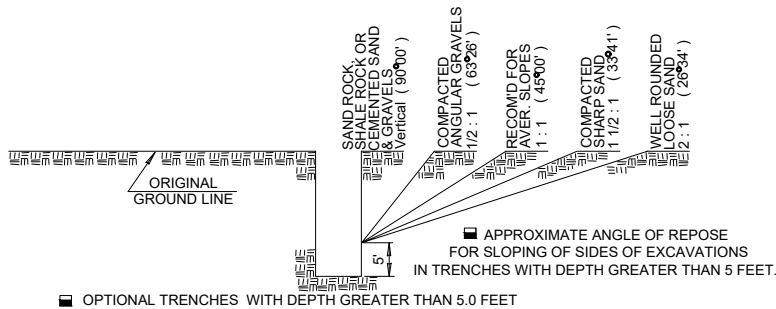 SAND ROCK,
SHALE ROCK OR
CEMENTED SAND
& GRAVELS
Vertical ( 90°00' )
COMPACTED
ANGULAR GRAVELS
1/2 : 1 ( 63°26' )
RECOM'D FOR
AVER. SLOPES
1 : 1 ( 45°00' )
COMPACTED
SHARP SAND
1 1/2 : 1 ( 33°41' )
WELL ROUNDED
LOOSE SAND
2 : 1 ( 26°34' )
ORIGINAL
GROUND LINE
5'
APPROXIMATE ANGLE OF REPOSE
FOR SLOPING OF SIDES OF EXCAVATIONS
IN TRENCHES WITH DEPTH GREATER THAN 5 FEET.
OPTIONAL TRENCHES WITH DEPTH GREATER THAN 5.0 FEET